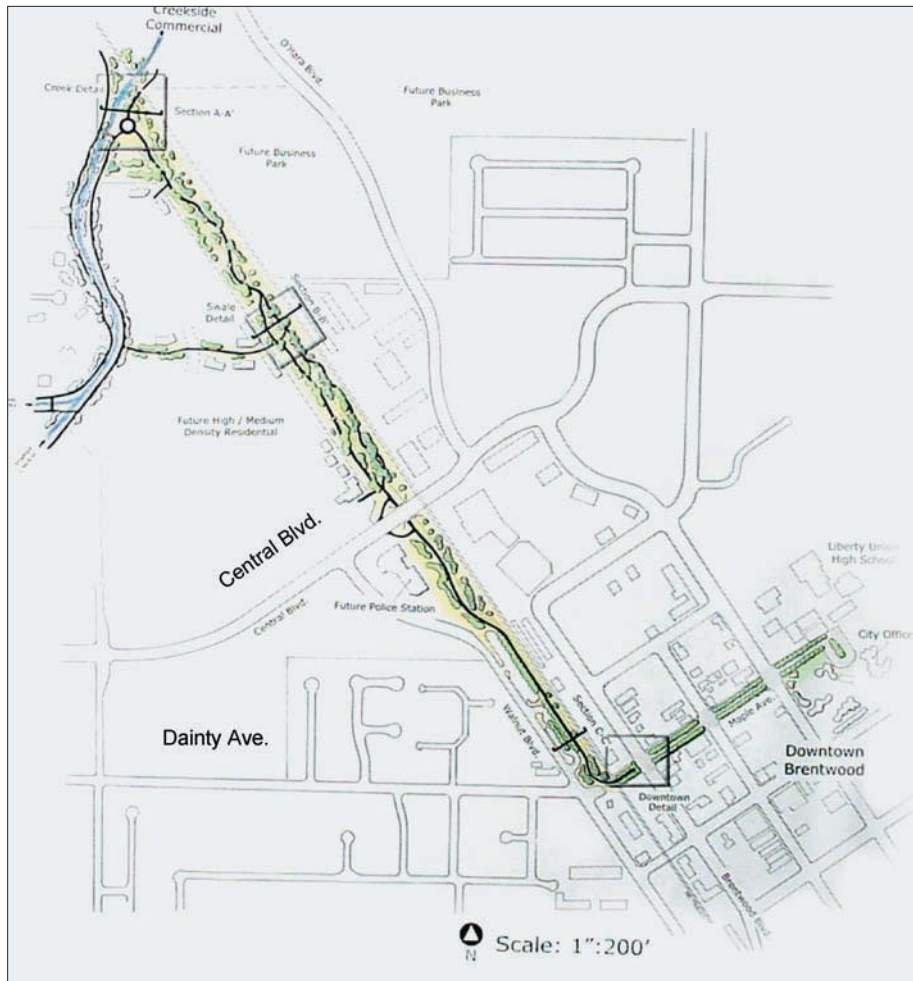 Creekside
Commercial
O'Hara Blvd.
Creek Detail
Section A-A'
Future Business
Park
Future Business
Park
Section B-B'
Swale
Detail
Future High / Medium
Density Residential
Central Blvd.
Liberty Union
High School
Future Police Station
Central Blvd.
City Office
Section C-C
Maple Ave.
Walnut Blvd.
Dainty Ave.
Downtown
Brentwood
Downtown
Detail
Brentwood Blvd.
N
Scale: 1":200'